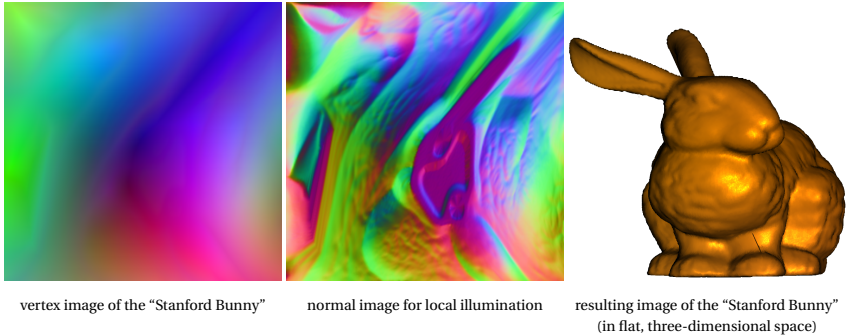 vertex image of the “Stanford Bunny”
normal image for local illumination
resulting image of the “Stanford Bunny”
(in flat, three-dimensional space)